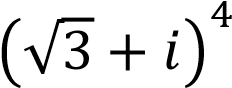 (√3 + i)⁴